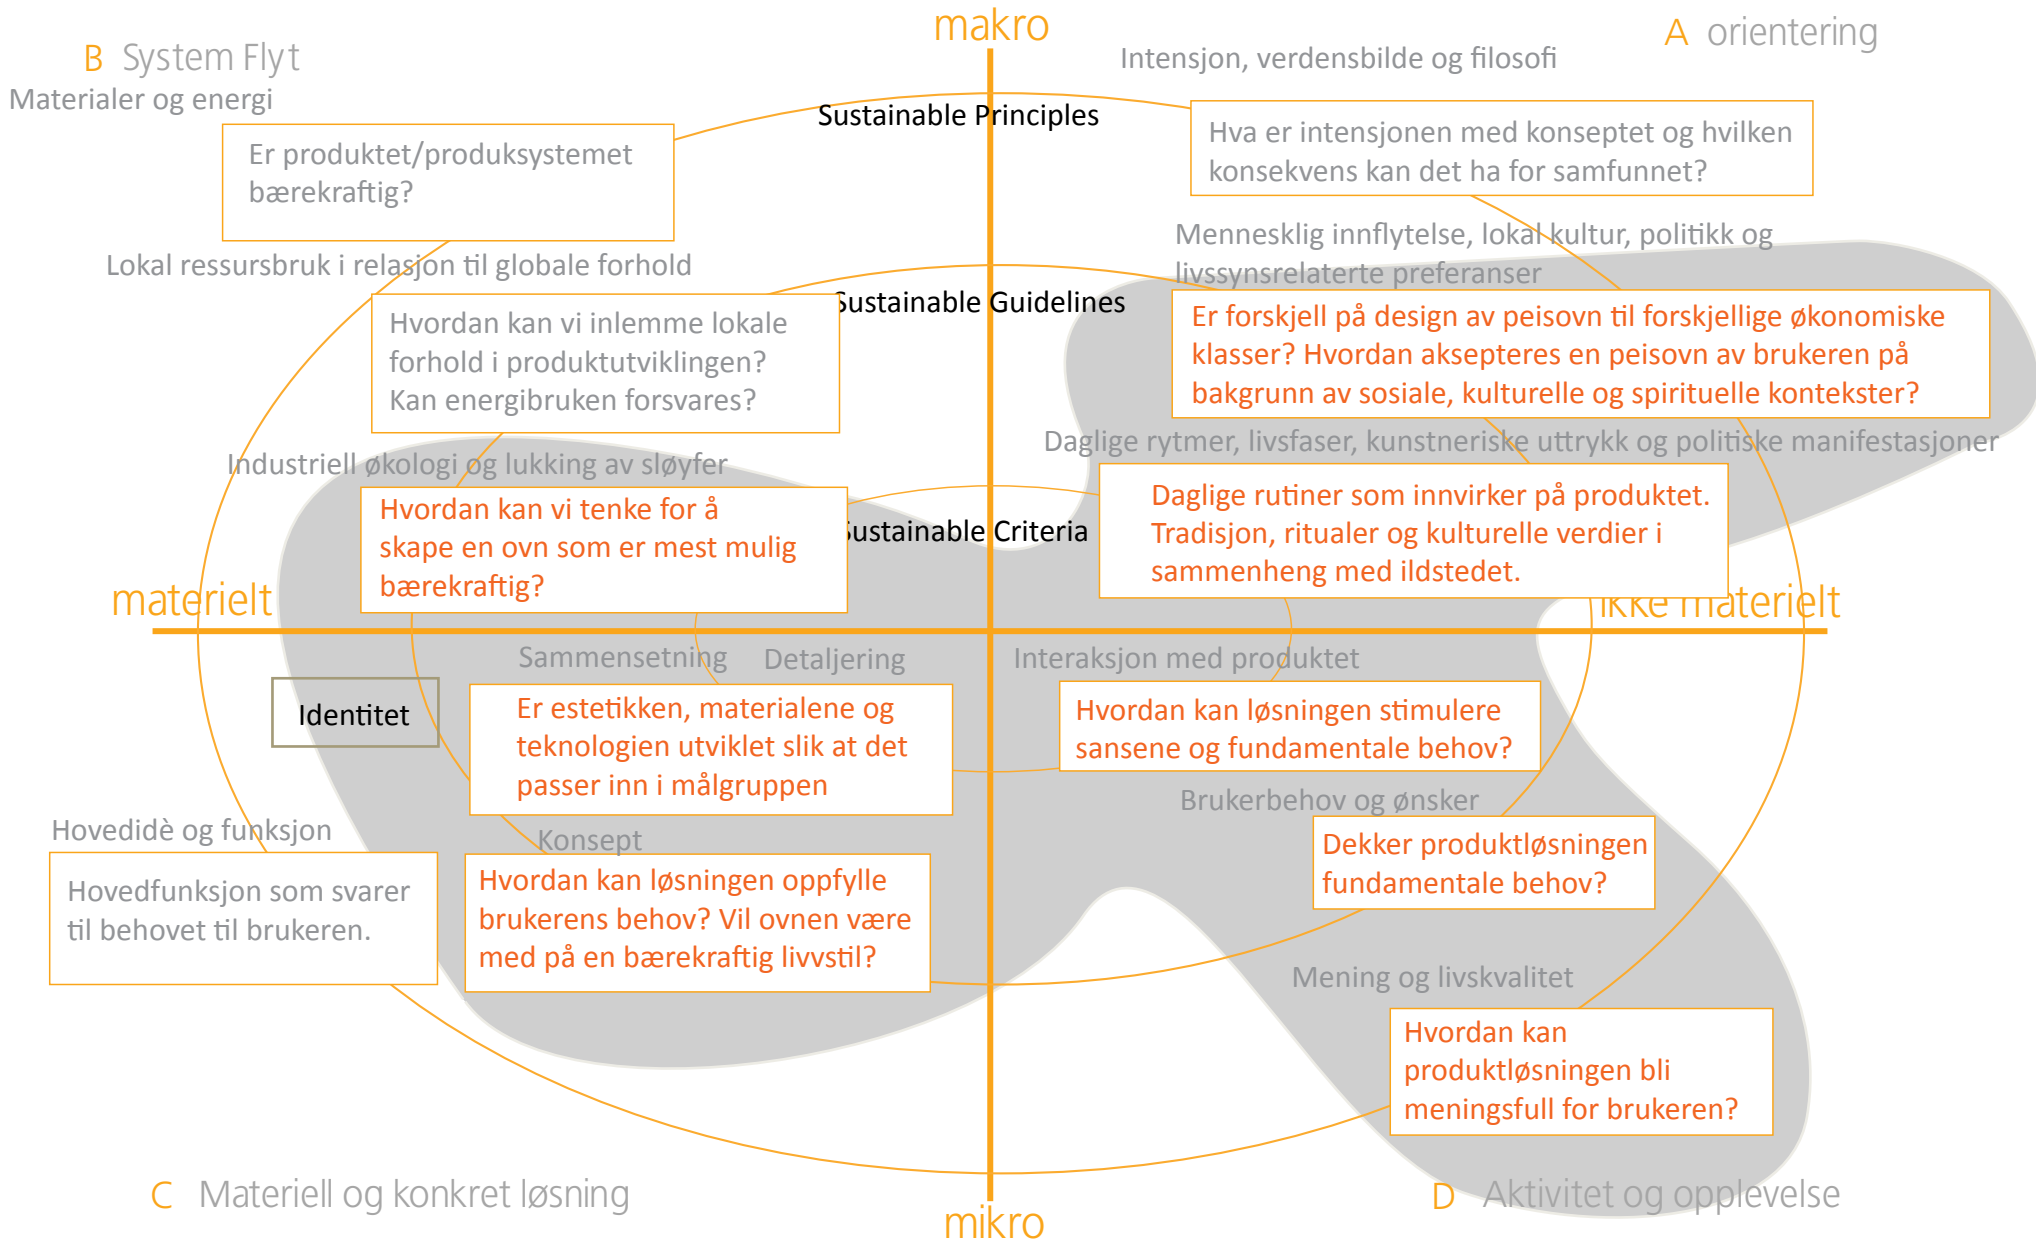 makro
B System Flyt
Materialer og energi
A orientering
Intensjon, verdensbilde og filosofi
Sustainable Principles
Er produktet/produksystemet
bærekraftig?
Hva er intensjonen med konseptet og hvilken
konsekvens kan det ha for samfunnet?
Lokal ressursbruk i relasjon til globale forhold
Mennesklig innflytelse, lokal kultur, politikk og
livssynsrelaterte preferanser
Sustainable Guidelines
Hvordan kan vi inlemme lokale
forhold i produktutviklingen?
Kan energibruken forsvares?
Er forskjell på design av peisovn til forskjellige økonomiske
klasser? Hvordan aksepteres en peisovn av brukeren på
bakgrunn av sosiale, kulturelle og spirituelle kontekster?
Industriell økologi og lukking av sløyfer
Daglige rytmer, livsfaser, kunstneriske uttrykk og politiske manifestasjoner
Hvordan kan vi tenke for å
skape en ovn som er mest mulig
bærekraftig?
Sustainable Criteria
Daglige rutiner som innvirker på produktet.
Tradisjon, ritualer og kulturelle verdier i
sammenheng med ildstedet.
materielt
ikke materielt
Sammensetning
Detaljering
Interaksjon med produktet
Identitet
Er estetikken, materialene og
teknologien utviklet slik at det
passer inn i målgruppen
Hvordan kan løsningen stimulere
sansene og fundamentale behov?
Brukerbehov og ønsker
Hovedidè og funksjon
Konsept
Dekker produktløsningen
fundamentale behov?
Hovedfunksjon som svarer
til behovet til brukeren.
Hvordan kan løsningen oppfylle
brukerens behov? Vil ovnen være
med på en bærekraftig livvstil?
Mening og livskvalitet
Hvordan kan
produktløsningen bli
meningsfull for brukeren?
C Materiell og konkret løsning
D Aktivitet og opplevelse
mikro